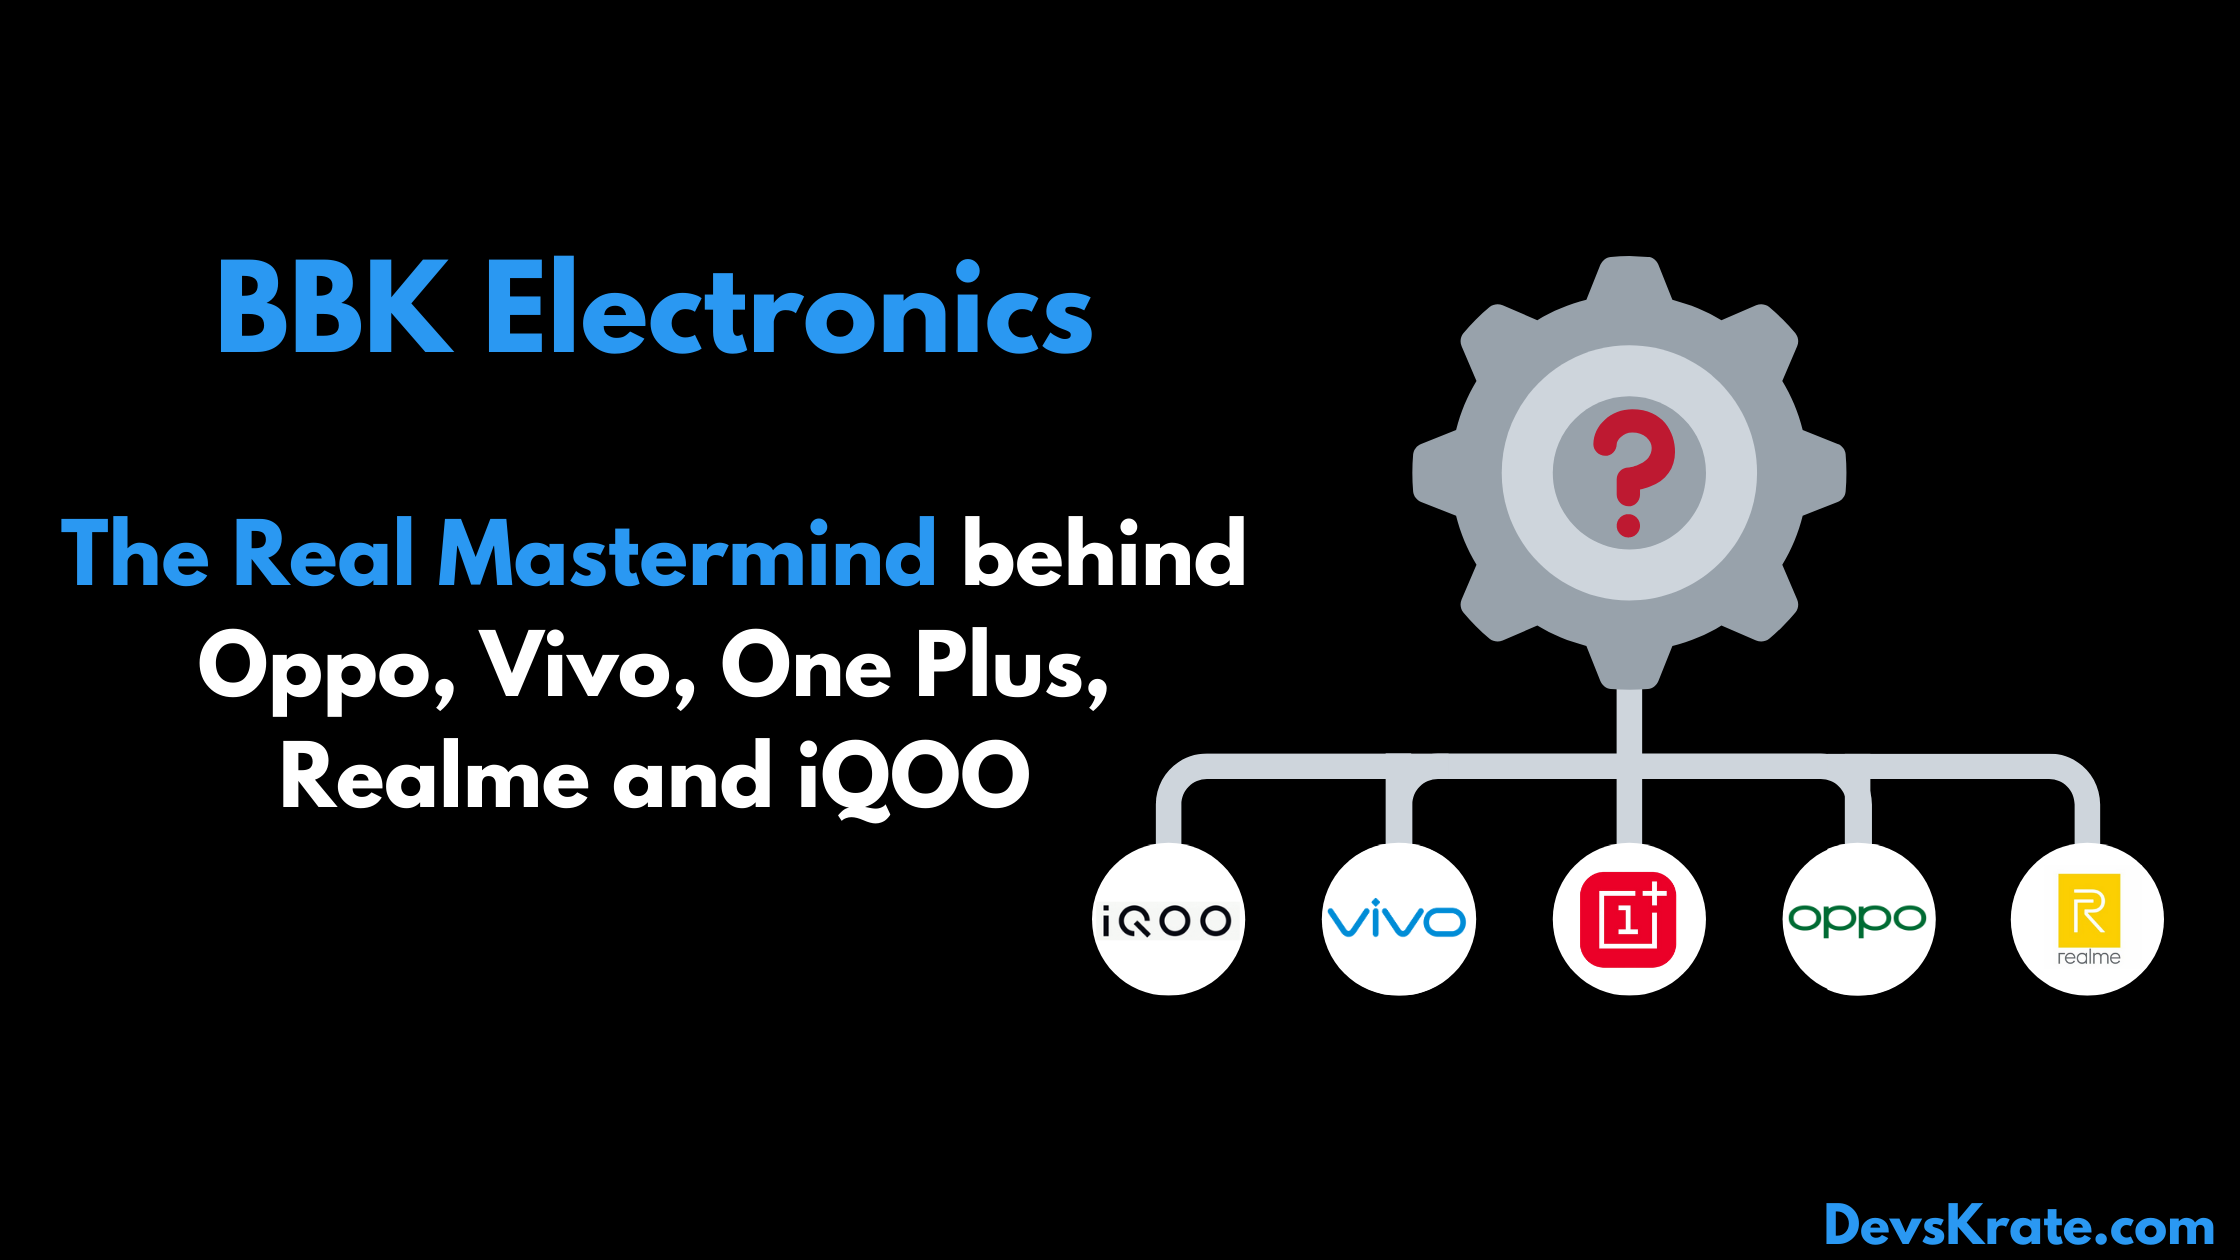 BBK Electronics
The Real Mastermind behind
Oppo, Vivo, One Plus,
Realme and iQOO
?
iQOO
vivo
1+
oppo
R
realme
DevsKrate.com